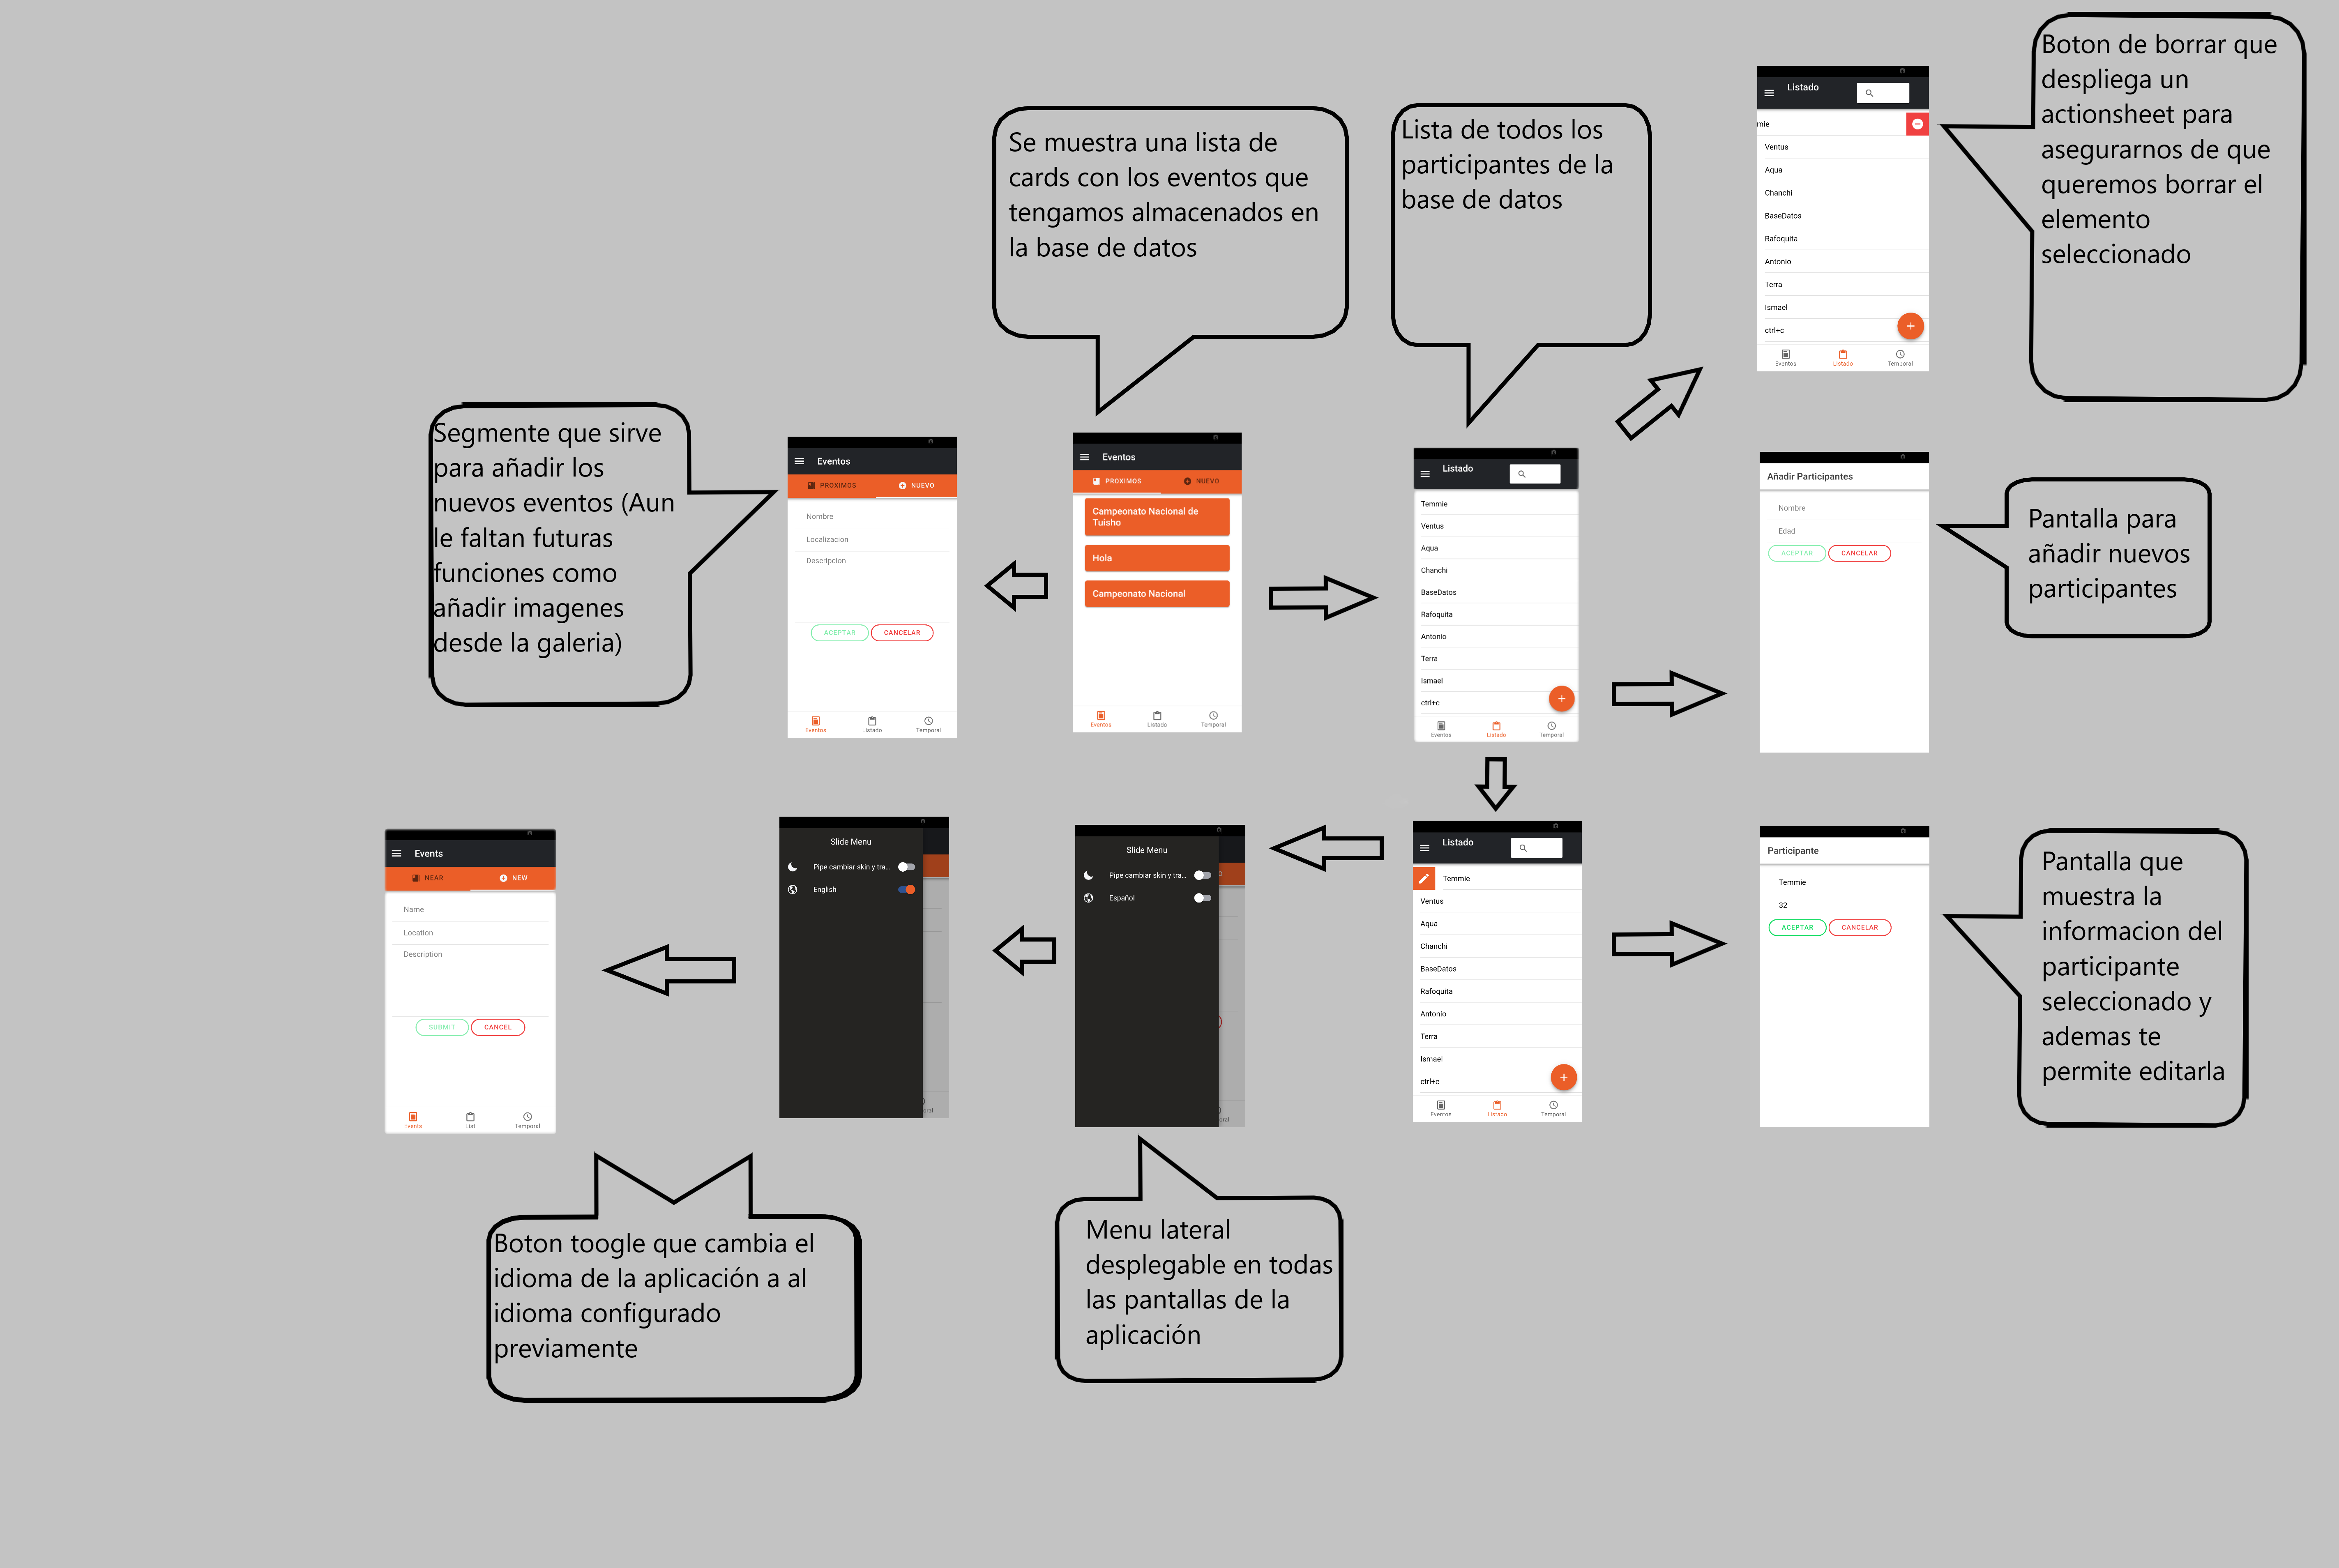 Boton de borrar que
despliega un
actionsheet para
asegurarnos de que
queremos borrar el
elemento
seleccionado
Listado
mie
Ventus
Aqua
Chanchi
BaseDatos
Rafoquita
Antonio
Terra
Ismael
ctrl+c
Eventos
Listado
Temporal
Se muestra una lista de
cards con los eventos que
tengamos almacenados en
la base de datos
Lista de todos los
participantes de la
base de datos
Segmente que sirve
para añadir los
nuevos eventos (Aun
le faltan futuras
funciones como
añadir imagenes
desde la galeria)
Eventos
PROXIMOS
NUEVO
Nombre
Localizacion
Descripcion
ACEPTAR
CANCELAR
Eventos
Listado
Temporal
Eventos
PROXIMOS
NUEVO
Campeonato Nacional de
Tuisho
Hola
Campeonato Nacional
Eventos
Listado
Temporal
Listado
Temmie
Ventus
Aqua
Chanchi
BaseDatos
Rafoquita
Antonio
Terra
Ismael
ctrl+c
Eventos
Listado
Temporal
Añadir Participantes
Nombre
Edad
ACEPTAR
CANCELAR
Pantalla para
añadir nuevos
participantes
Events
NEAR
NEW
Name
Location
Description
SUBMIT
CANCEL
Events
List
Temporal
Slide Menu
Pipe cambiar skin y tra...
English
oral
Slide Menu
Pipe cambiar skin y tra...
Español
O
oral
Listado
Temmie
Ventus
Aqua
Chanchi
BaseDatos
Rafoquita
Antonio
Terra
Ismael
ctrl+c
Eventos
Listado
Temporal
Participante
Temmie
32
ACEPTAR
CANCELAR
Pantalla que
muestra la
informacion del
participante
seleccionado y
ademas te
permite editarla
Boton toogle que cambia el
idioma de la aplicación a al
idioma configurado
previamente
Menu lateral
desplegable en todas
las pantallas de la
aplicación